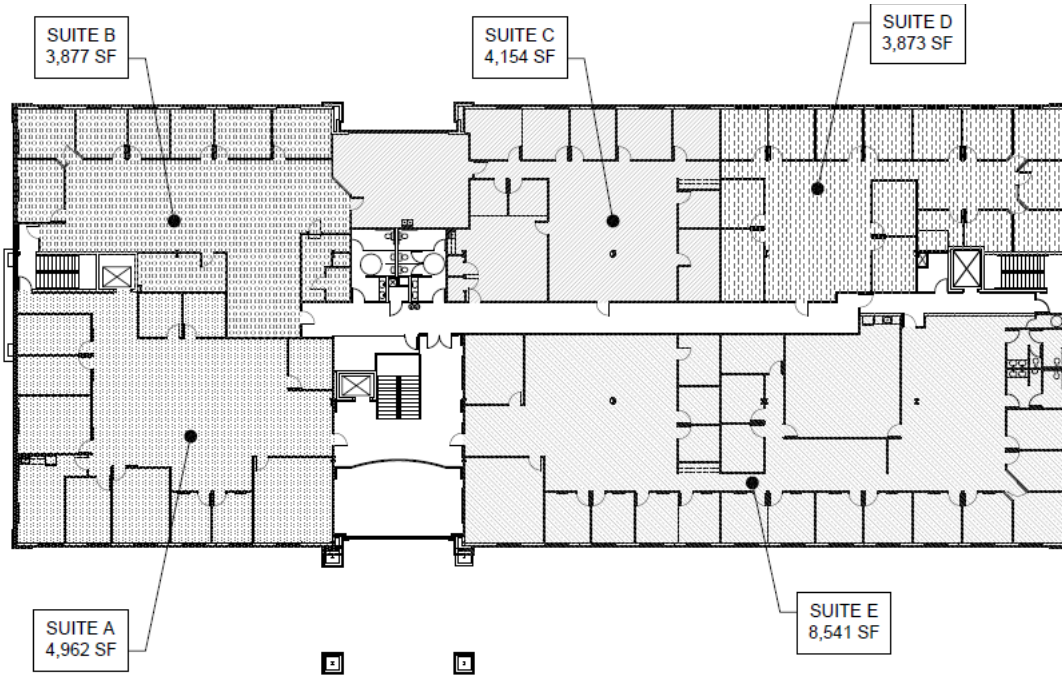 SUITE B
3,877 SF
SUITE C
4,154 SF
SUITE D
3,873 SF
SUITE A
4,962 SF
SUITE E
8,541 SF